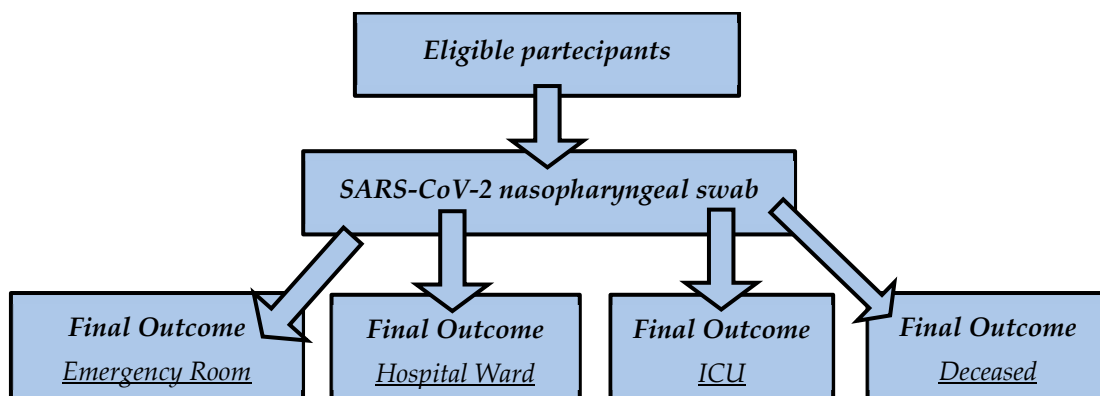 Eligible partecipants
SARS-CoV-2 nasopharyngeal swab
Final Outcome
Emergency Room
Final Outcome
Hospital Ward
Final Outcome
ICU
Final Outcome
Deceased